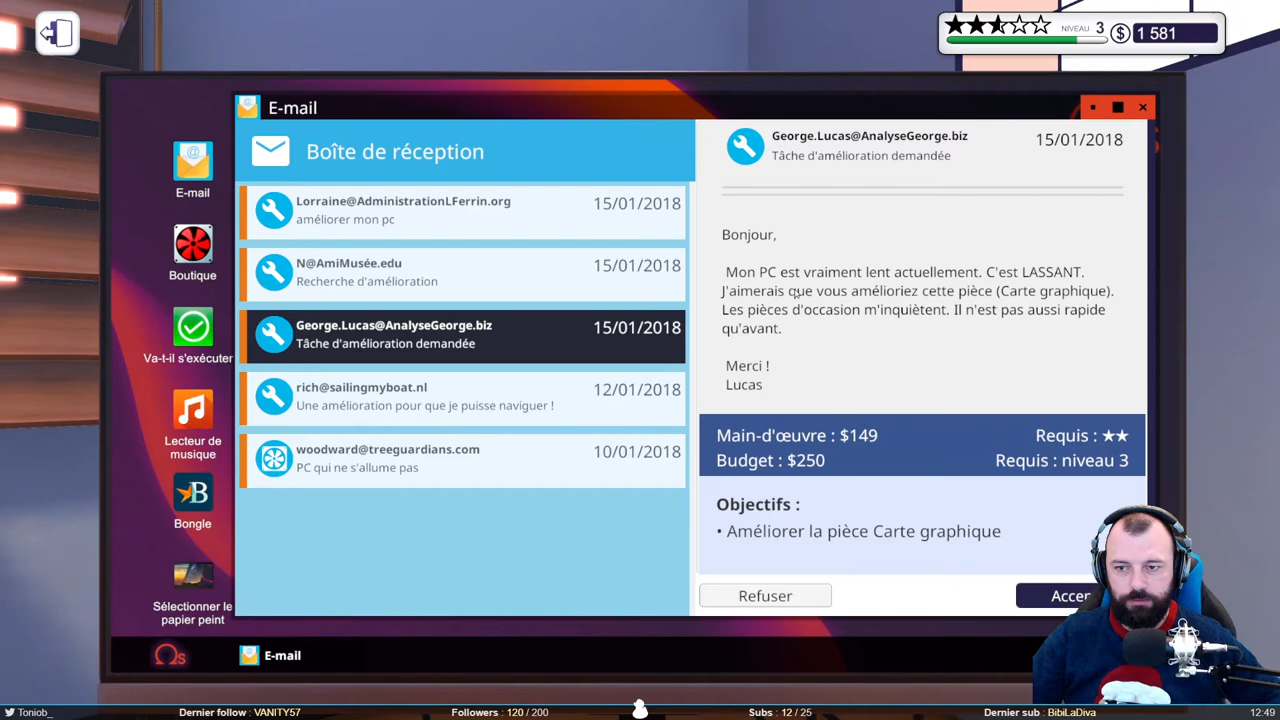 NIVEAU 3
$ 1 581
E-mail
Boîte de réception
Lorraine@AdministrationLFerrin.org 15/01/2018
améliorer mon pc
N@AmiMusée.edu 15/01/2018
Recherche d'amélioration
George.Lucas@AnalyseGeorge.biz 15/01/2018
Tâche d'amélioration demandée
rich@sailingmyboat.nl 12/01/2018
Une amélioration pour que je puisse naviguer !
woodward@treeguardians.com 10/01/2018
PC qui ne s'allume pas
George.Lucas@AnalyseGeorge.biz 15/01/2018
Tâche d'amélioration demandée
Bonjour,
Mon PC est vraiment lent actuellement. C'est LASSANT.
J'aimerais que vous amélioriez cette pièce (Carte graphique).
Les pièces d'occasion m'inquiètent. Il n'est pas aussi rapide
qu'avant.
Merci !
Lucas
Main-d'œuvre : $149 Requis : ★★
Budget : $250 Requis : niveau 3
Objectifs :
• Améliorer la pièce Carte graphique
Refuser
E-mail
Boutique
Va-t-il s'exécuter
Lecteur de
musique
B
Bongle
Sélectionner le
papier peint
Ωs
E-mail
Toniob_ Dernier follow : VANITY57 Followers : 120 / 200 Subs : 12 / 25 Dernier sub : BibiLaDiva 12:49